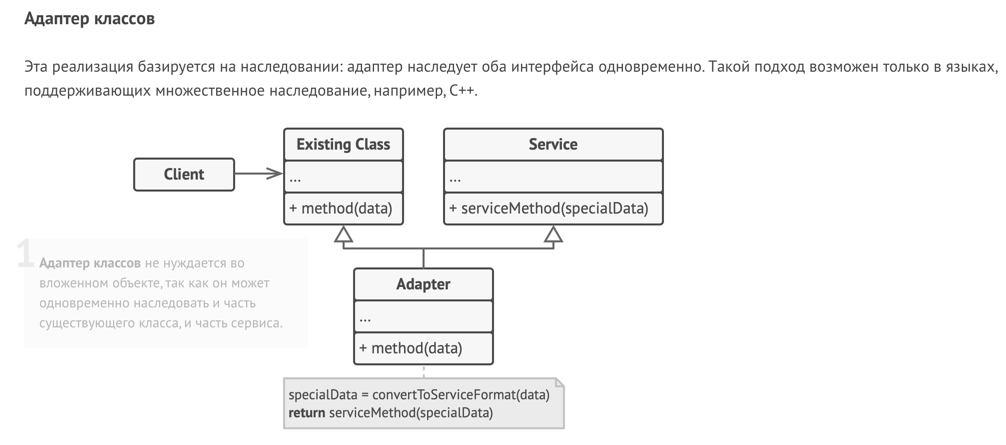 Адаптер классов
Эта реализация базируется на наследовании: адаптер наследует оба интерфейса одновременно. Такой подход возможен только в языках,
поддерживающих множественное наследование, например, C++.
Existing Class
Service
Client
...
...
+ method(data)
+ serviceMethod(specialData)
1
Адаптер классов не нуждается во
вложенном объекте, так как он может
одновременно наследовать и часть
существующего класса, и часть сервиса.
Adapter
...
+ method(data)
specialData = convertToServiceFormat(data)
return serviceMethod(specialData)